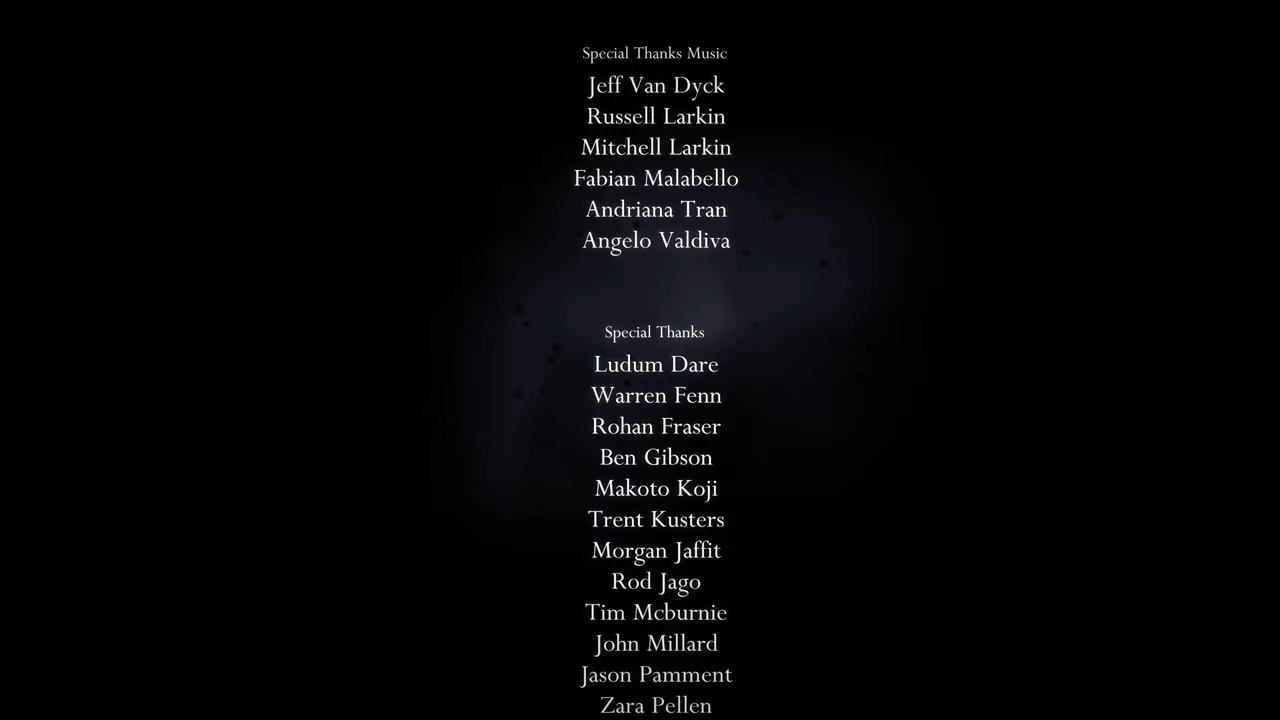 Special Thanks Music
Jeff Van Dyck
Russell Larkin
Mitchell Larkin
Fabian Malabello
Andriana Tran
Angelo Valdiva
Special Thanks
Ludum Dare
Warren Fenn
Rohan Fraser
Ben Gibson
Makoto Koji
Trent Kusters
Morgan Jaffit
Rod Jago
Tim Mcburnie
John Millard
Jason Pamment
Zara Pellen